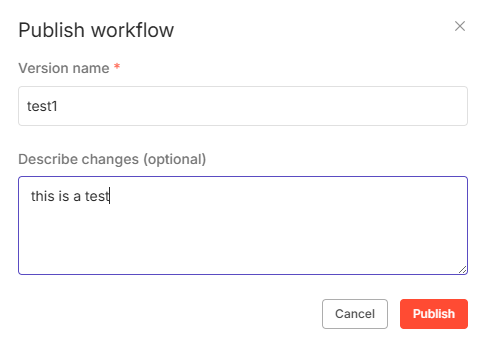 Publish workflow
Version name *
test1
Describe changes (optional)
this is a test
Cancel
Publish